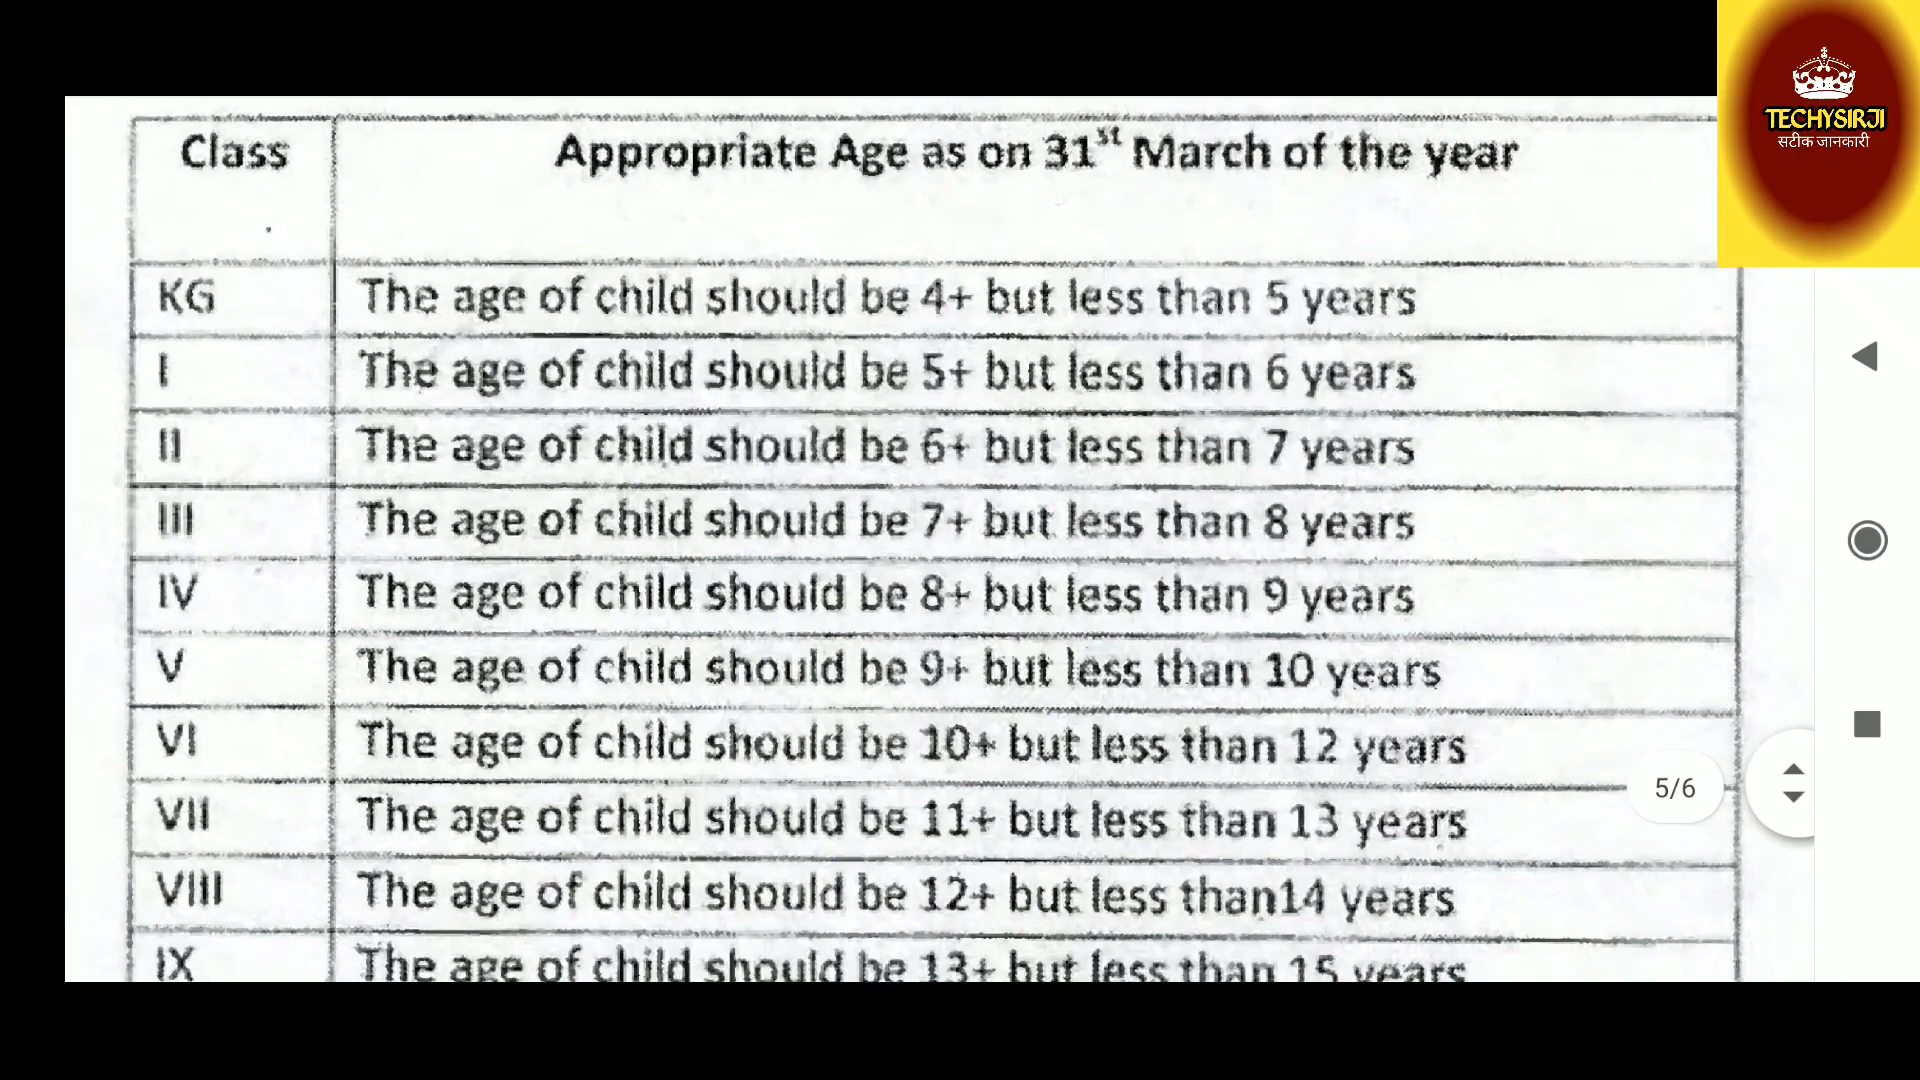 TECHYSIRJI
सटीक जानकारी
Class Appropriate Age as on 31st March of the year
KG The age of child should be 4+ but less than 5 years
I The age of child should be 5+ but less than 6 years
II The age of child should be 6+ but less than 7 years
III The age of child should be 7+ but less than 8 years
IV The age of child should be 8+ but less than 9 years
V The age of child should be 9+ but less than 10 years
VI The age of child should be 10+ but less than 12 years
VII The age of child should be 11+ but less than 13 years
VIII The age of child should be 12+ but less than14 years
IX The age of child should be 13+ but less than 15 years
5/6